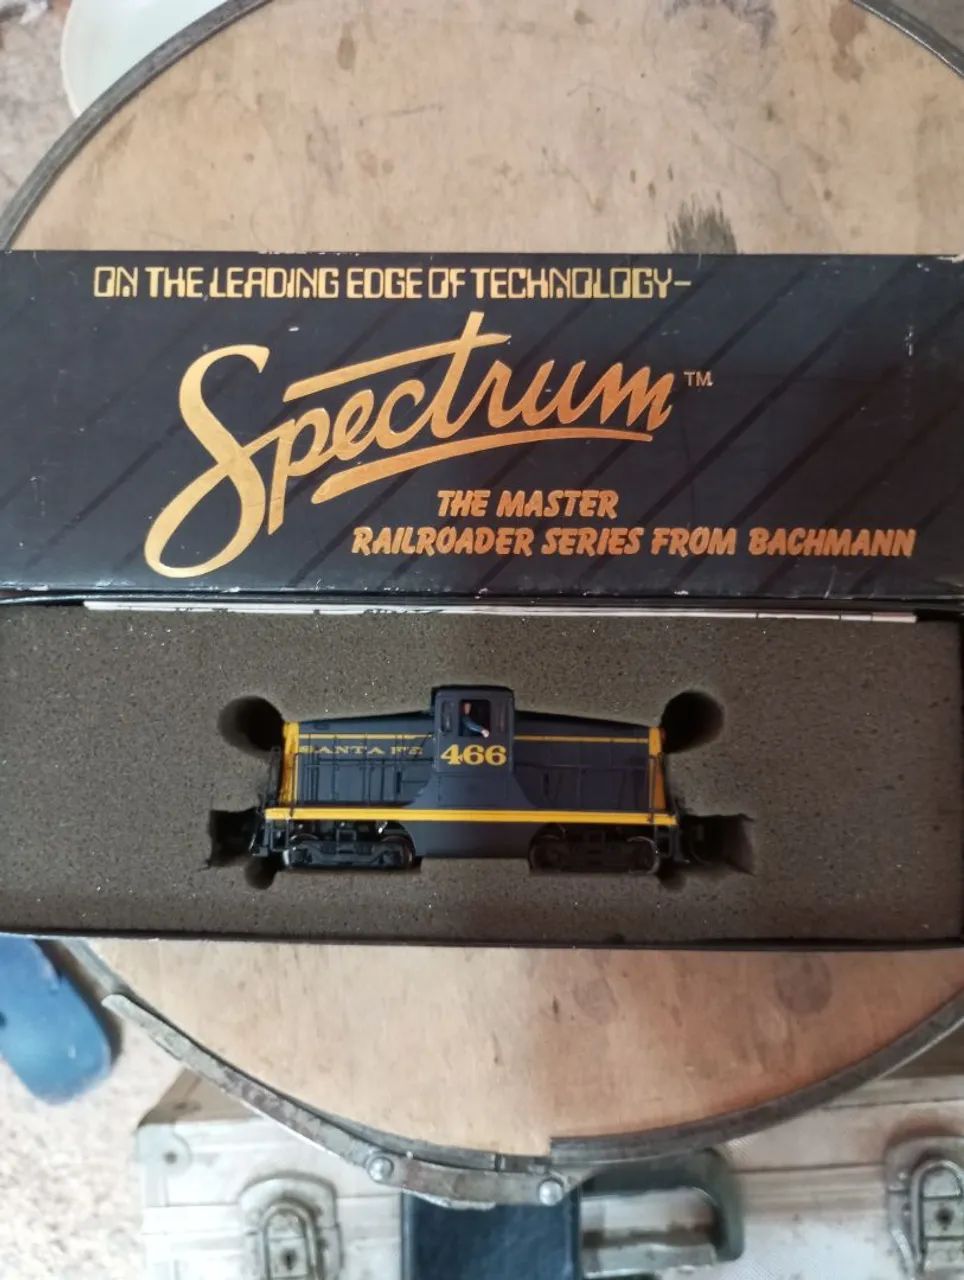 ON THE LEADING EDGE OF TECHNOLOGY-
Spectrum™
THE MASTER
RAILROADER SERIES FROM BACHMANN
SANTA FE
466